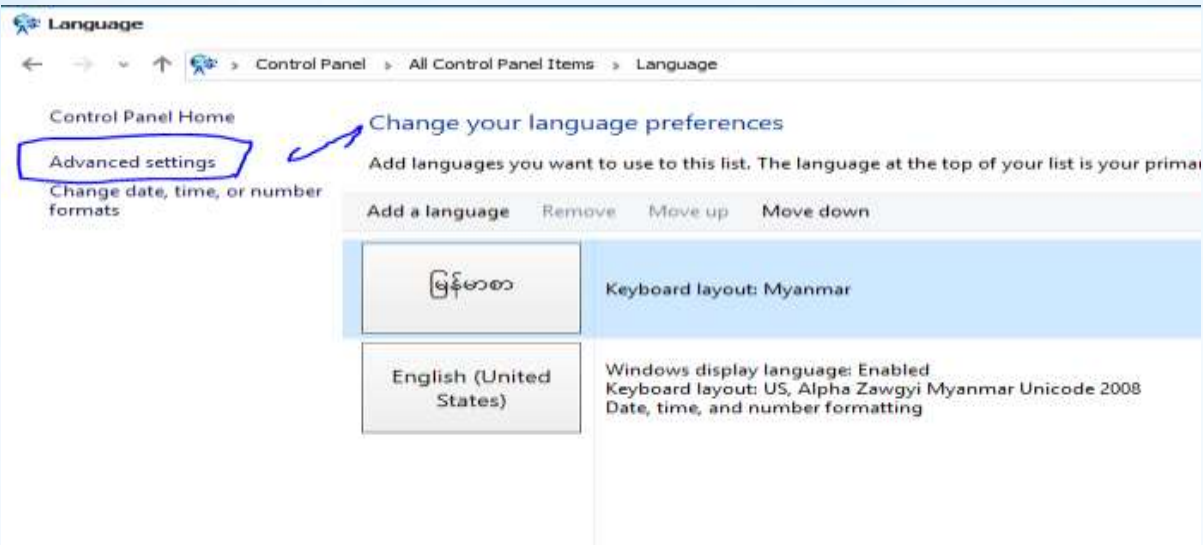 Language
Control Panel › All Control Panel Items › Language
Control Panel Home
Advanced settings
Change date, time, or number
formats
Change your language preferences
Add languages you want to use to this list. The language at the top of your list is your
Add a language Remove Move up Move down
မြန်မာစာ
Keyboard layout: Myanmar
English (United
States)
Windows display language: Enabled
Keyboard layout: US, Alpha Zawgyi Myanmar Unicode 2008
Date, time, and number formatting